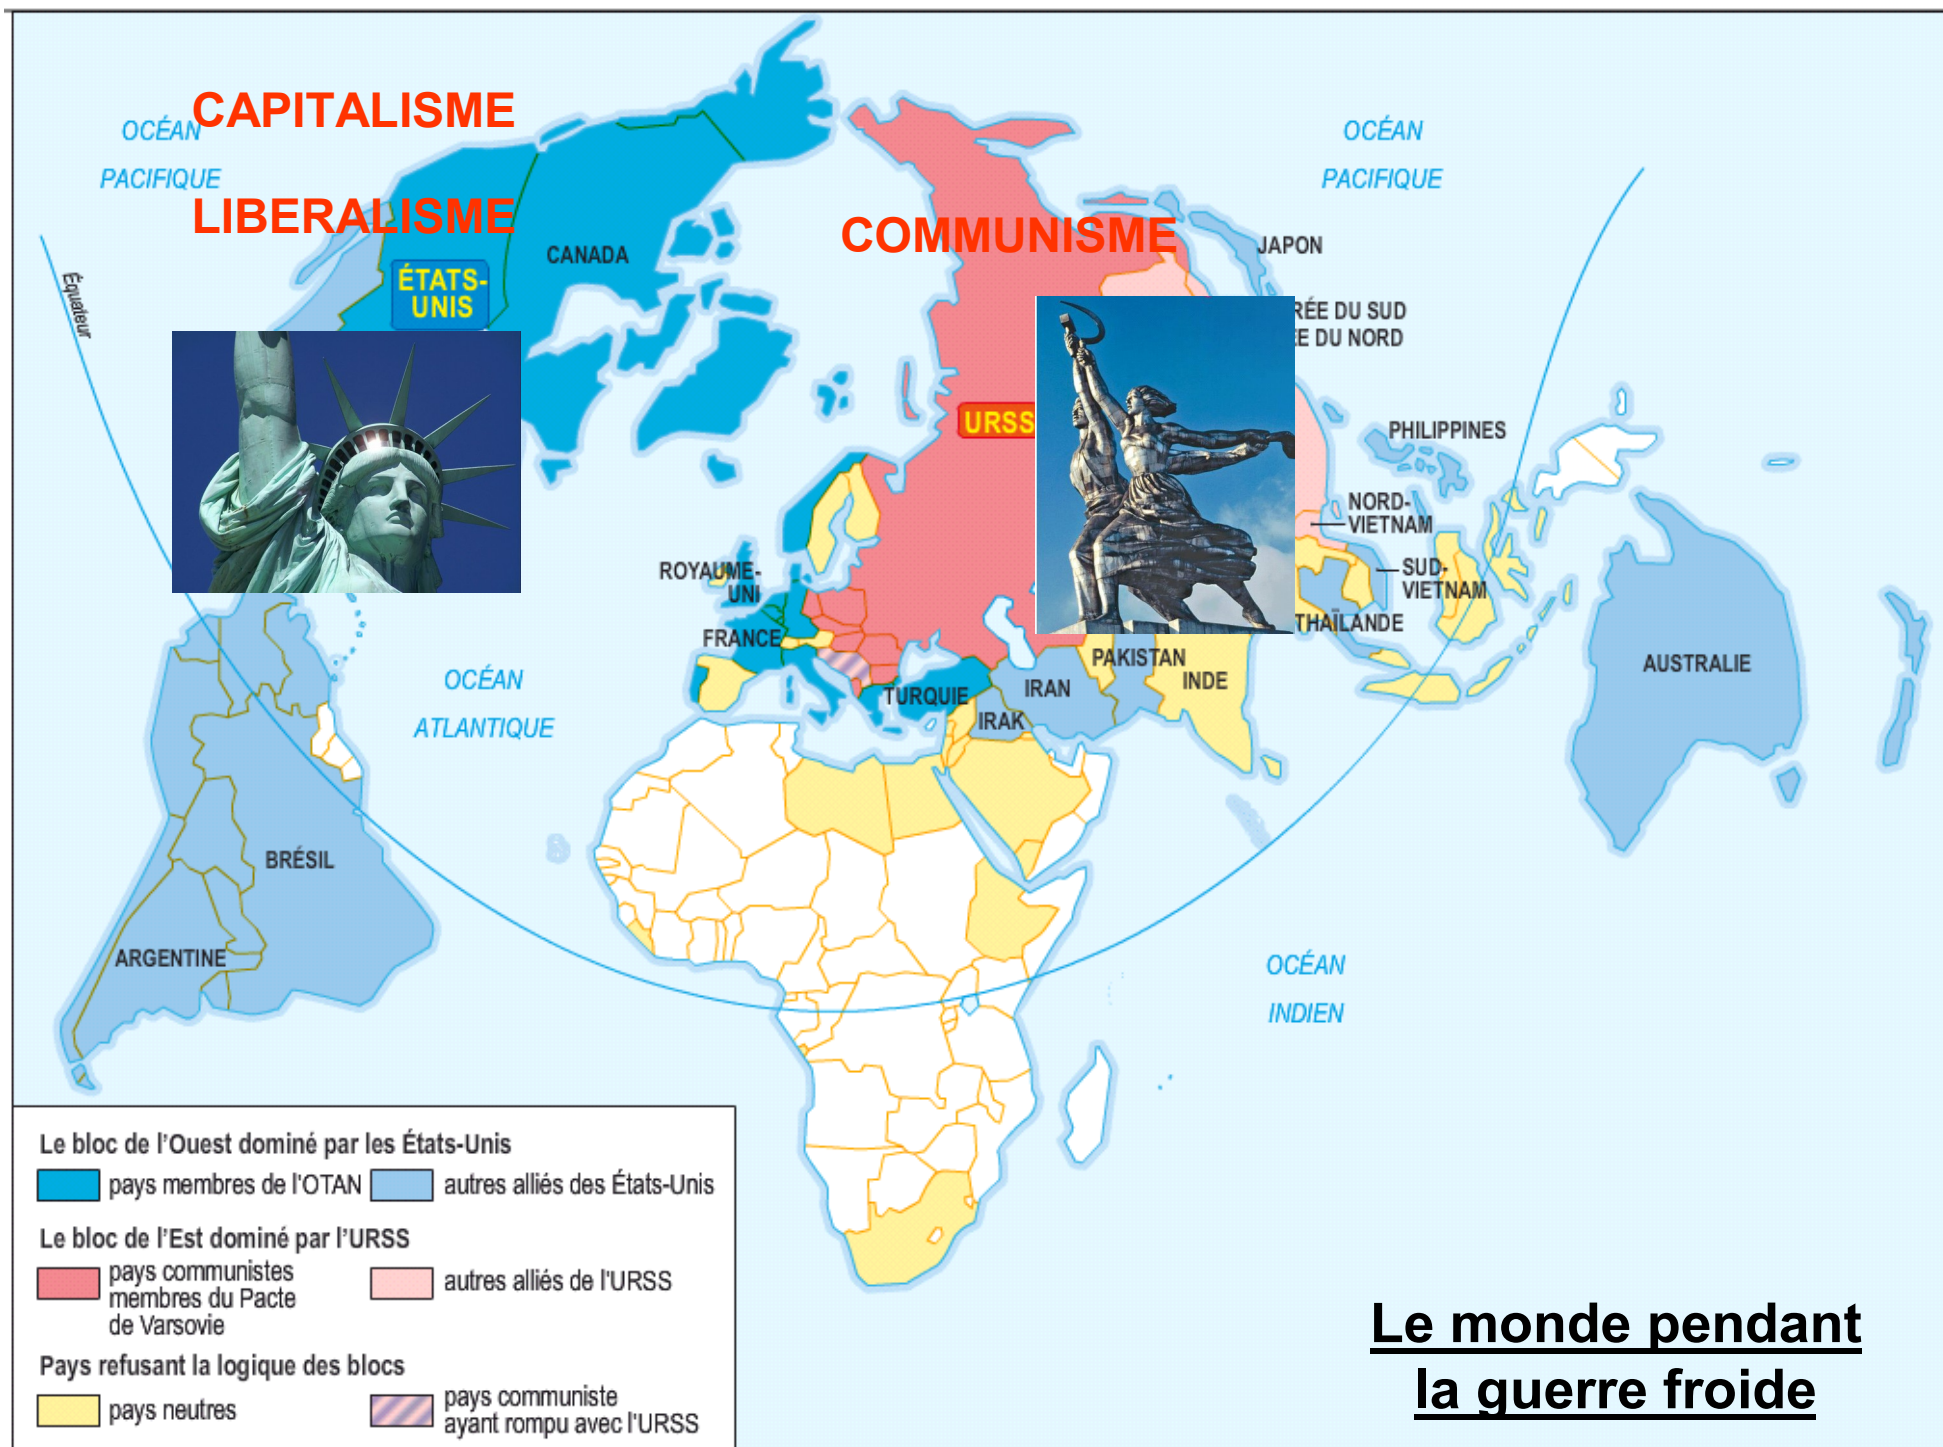 CAPITALISME
OCÉAN
PACIFIQUE
LIBERALISME
Équateur
ÉTATS-
UNIS
CANADA
COMMUNISME
OCÉAN
PACIFIQUE
JAPON
RÉE DU SUD
E DU NORD
URSS
PHILIPPINES
NORD-
VIETNAM
SUD-
VIETNAM
THAÏLANDE
ROYAUME-
UNI
FRANCE
TURQUIE
IRAK
IRAN
PAKISTAN
INDE
AUSTRALIE
OCÉAN
ATLANTIQUE
BRÉSIL
ARGENTINE
OCÉAN
INDIEN
Le bloc de l'Ouest dominé par les États-Unis
pays membres de l'OTAN
autres alliés des États-Unis
Le bloc de l'Est dominé par l'URSS
pays communistes
membres du Pacte
de Varsovie
autres alliés de l'URSS
Pays refusant la logique des blocs
pays neutres
pays communiste
ayant rompu avec l'URSS
Le monde pendant
la guerre froide